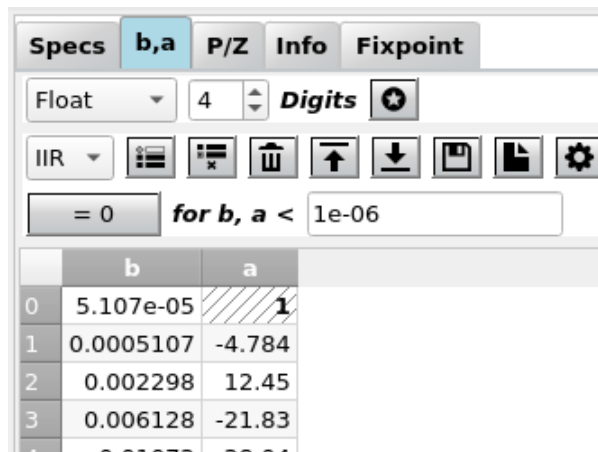 Specs b,a P/Z Info Fixpoint
Float 4 Digits
IIR
= 0 for b, a < 1e-06
b a
0 5.107e-05 1
1 0.0005107 -4.784
2 0.002298 12.45
3 0.006128 -21.83